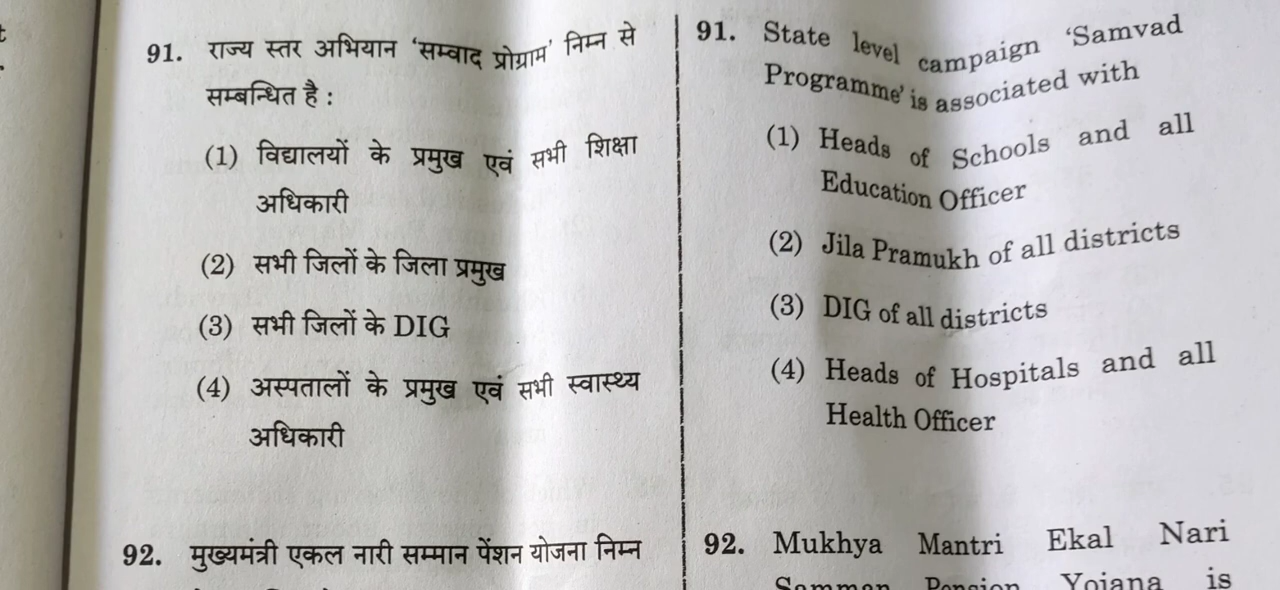 91. राज्य स्तर अभियान ‘सम्वाद प्रोग्राम’ निम्न से
सम्बन्धित है :
(1) विद्यालयों के प्रमुख एवं सभी शिक्षा
अधिकारी
(2) सभी जिलों के जिला प्रमुख
(3) सभी जिलों के DIG
(4) अस्पतालों के प्रमुख एवं सभी स्वास्थ्य
अधिकारी
92. मुख्यमंत्री एकल नारी सम्मान पेंशन योजना निम्न
91. State level campaign ‘Samvad
Programme’ is associated with
(1) Heads of Schools and all
Education Officer
(2) Jila Pramukh of all districts
(3) DIG of all districts
(4) Heads of Hospitals and all
Health Officer
92. Mukhya Mantri Ekal Nari
Samman Pension Yojana is